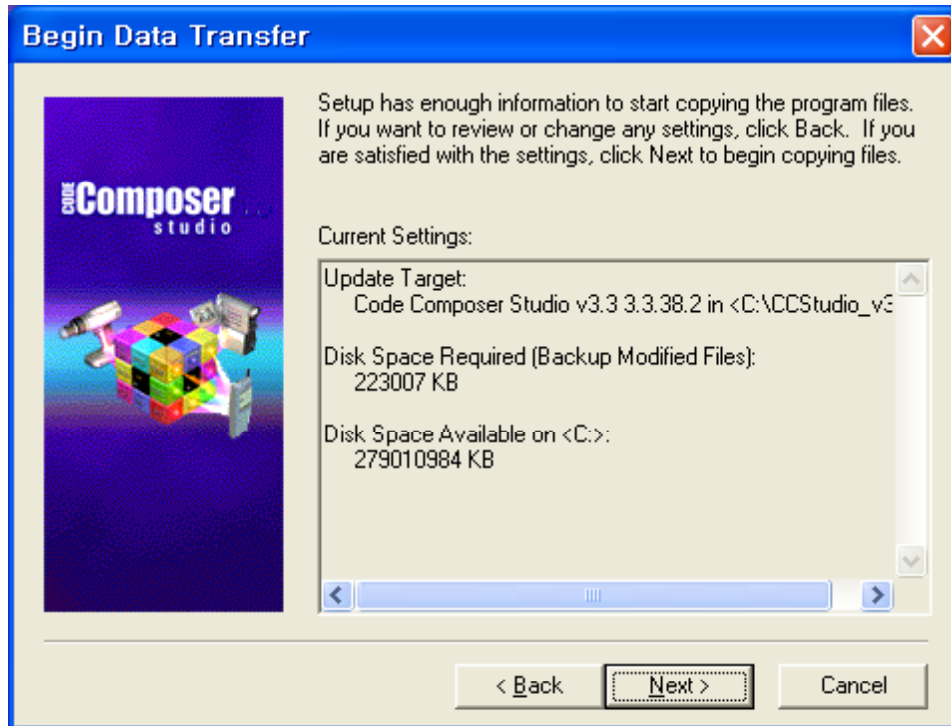 Begin Data Transfer
Setup has enough information to start copying the program files.
If you want to review or change any settings, click Back.  If you
are satisfied with the settings, click Next to begin copying files.
CODE Composer
studio
Current Settings:
Update Target:
Code Composer Studio v3.3 3.3.38.2 in <C:\CCStudio_v3
Disk Space Required (Backup Modified Files):
223007 KB
Disk Space Available on <C:>:
279010984 KB
< Back
Next >
Cancel